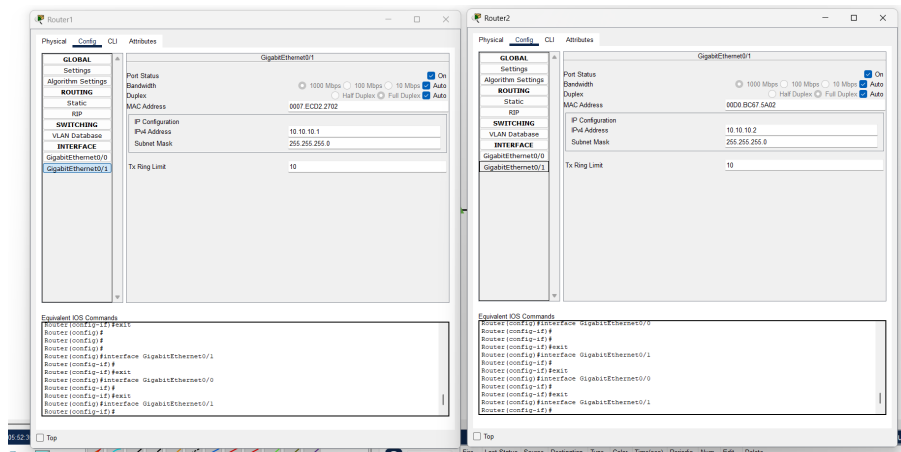 Router1
Physical Config CLI Attributes
GLOBAL
Settings
Algorithm Settings
ROUTING
Static
RIP
SWITCHING
VLAN Database
INTERFACE
GigabitEthernet0/0
GigabitEthernet0/1
GigabitEthernet0/1
Port Status On
Bandwidth 1000 Mbps 100 Mbps 10 Mbps Auto
Duplex Half Duplex Full Duplex Auto
MAC Address 0007.ECD2.2702
IP Configuration
IPv4 Address 10.10.10.1
Subnet Mask 255.255.255.0
Tx Ring Limit 10
Equivalent IOS Commands
Router(config-if)#exit
Router(config)#
Router(config)#
Router(config)#
Router(config)#interface GigabitEthernet0/1
Router(config-if)#
Router(config-if)#exit
Router(config)#interface GigabitEthernet0/0
Router(config-if)#
Router(config-if)#exit
Router(config)#interface GigabitEthernet0/1
Router(config-if)#
Top
Router2
Physical Config CLI Attributes
GLOBAL
Settings
Algorithm Settings
ROUTING
Static
RIP
SWITCHING
VLAN Database
INTERFACE
GigabitEthernet0/0
GigabitEthernet0/1
GigabitEthernet0/1
Port Status On
Bandwidth 1000 Mbps 100 Mbps 10 Mbps Auto
Duplex Half Duplex Full Duplex Auto
MAC Address 00D0.BC67.5A02
IP Configuration
IPv4 Address 10.10.10.2
Subnet Mask 255.255.255.0
Tx Ring Limit 10
Equivalent IOS Commands
Router(config)#interface GigabitEthernet0/0
Router(config-if)#
Router(config-if)#
Router(config-if)#exit
Router(config)#interface GigabitEthernet0/1
Router(config-if)#
Router(config-if)#exit
Router(config)#interface GigabitEthernet0/0
Router(config-if)#
Router(config-if)#exit
Router(config)#interface GigabitEthernet0/1
Router(config-if)#
Top